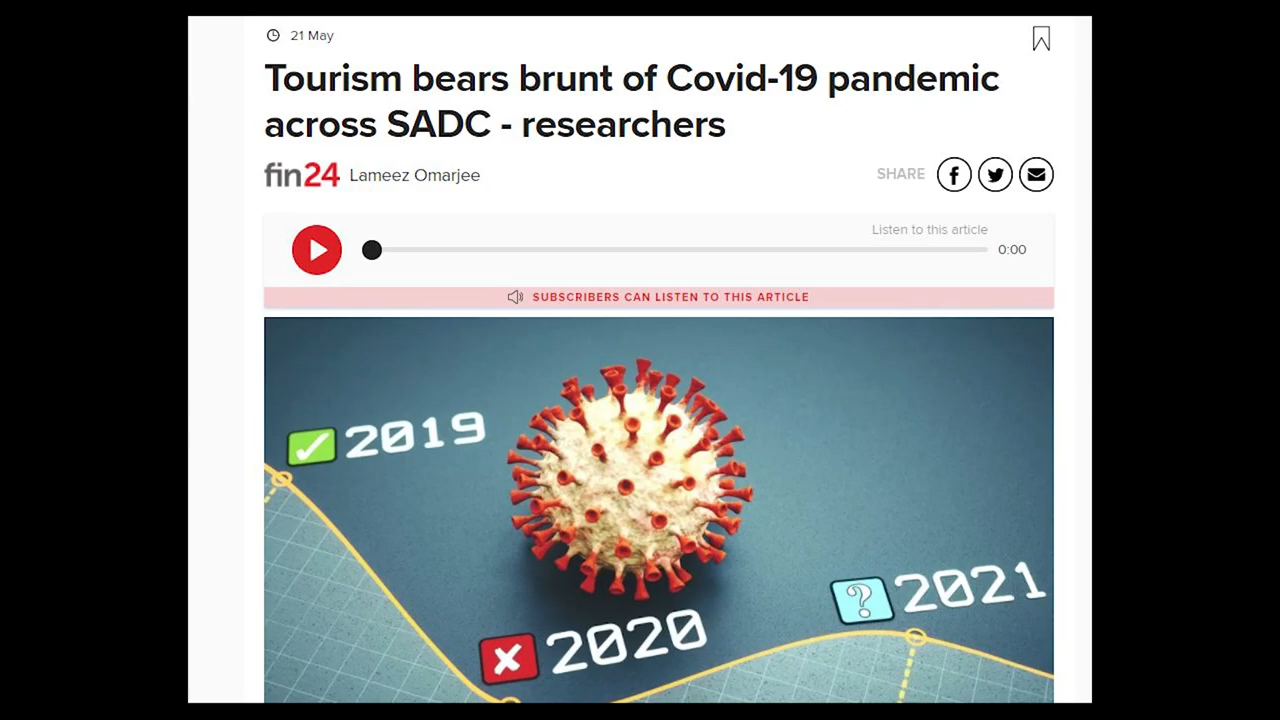 21 May
Tourism bears brunt of Covid-19 pandemic
across SADC - researchers
fin24 Lameez Omarjee
SHARE
Listen to this article
0:00
SUBSCRIBERS CAN LISTEN TO THIS ARTICLE
2019
2020
2021